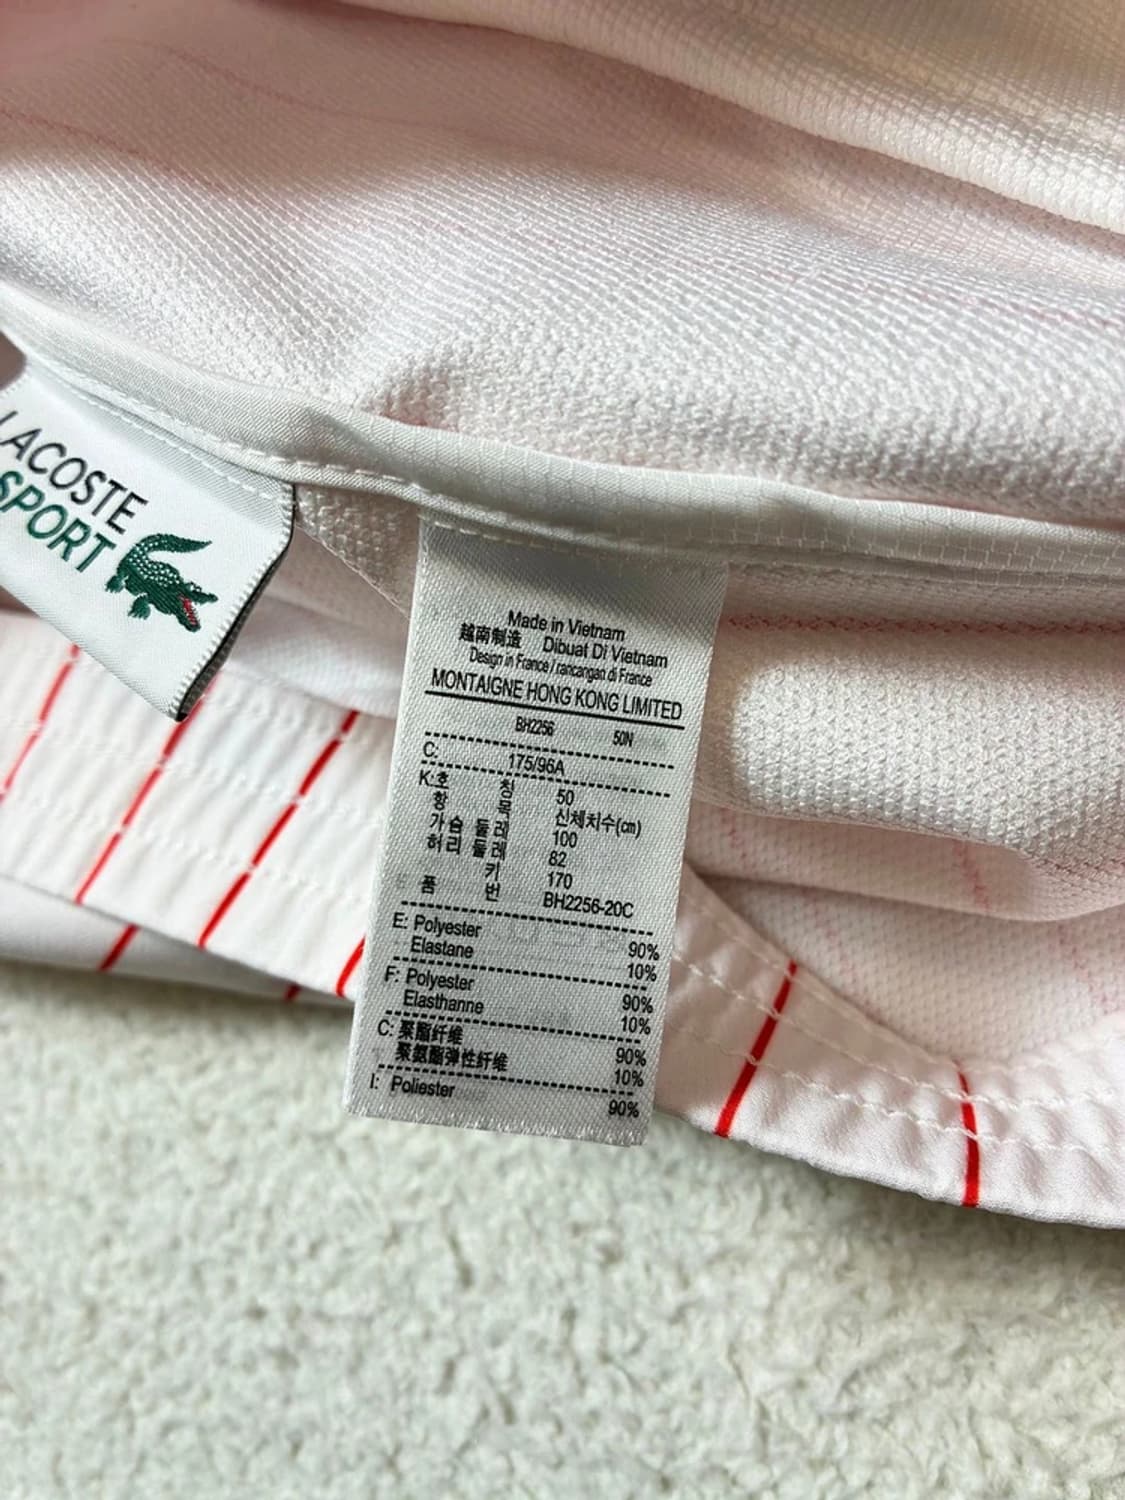 LACOSTE
SPORT
Made in Vietnam
越南制造 Dibuat Di Vietnam
Design in France / rancangan di France
MONTAIGNE HONG KONG LIMITED
BH2256 50N
C: 175/96A
K:호 칭 50
항 목 신체치수(cm)
가슴 둘레 100
허리 둘레 82
키 170
품 번 BH2256-20C
E: Polyester 90%
Elastane 10%
F: Polyester 90%
Elasthanne 10%
C: 聚酯纤维 90%
聚氨酯弹性纤维 10%
I: Poliester 90%